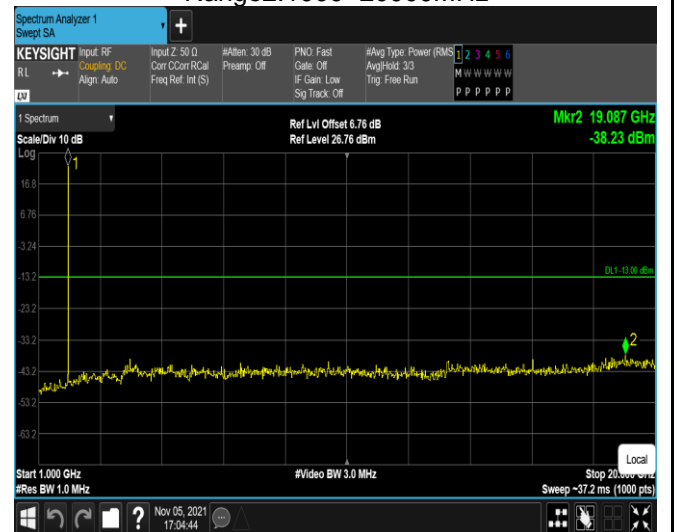 Spectrum Analyzer 1
Swept SA
+
KEYSIGHT
RL
LXI
Input: RF
Coupling: DC
Align: Auto
Input Z: 50 Ω
Corr CCorr RCal
Freq Ref: Int (S)
#Atten: 30 dB
Preamp: Off
PNO: Fast
Gate: Off
IF Gain: Low
Sig Track: Off
#Avg Type: Power (RMS
Avg|Hold: 3/3
Trig: Free Run
1 2 3 4 5 6
M W W W W W
P P P P P P
1 Spectrum
Scale/Div 10 dB
Log
Ref Lvl Offset 6.76 dB
Ref Level 26.76 dBm
Mkr2 19.087 GHz
-38.23 dBm
1
16.8
6.76
-3.24
DL1 -13.00 dBm
-13.2
-23.2
-33.2
2
-43.2
-53.2
-63.2
Local
Start 1.000 GHz
#Video BW 3.0 MHz
#Res BW 1.0 MHz
Sweep ~37.2 ms (1000 pts)
?
Nov 05, 2021
17:04:44